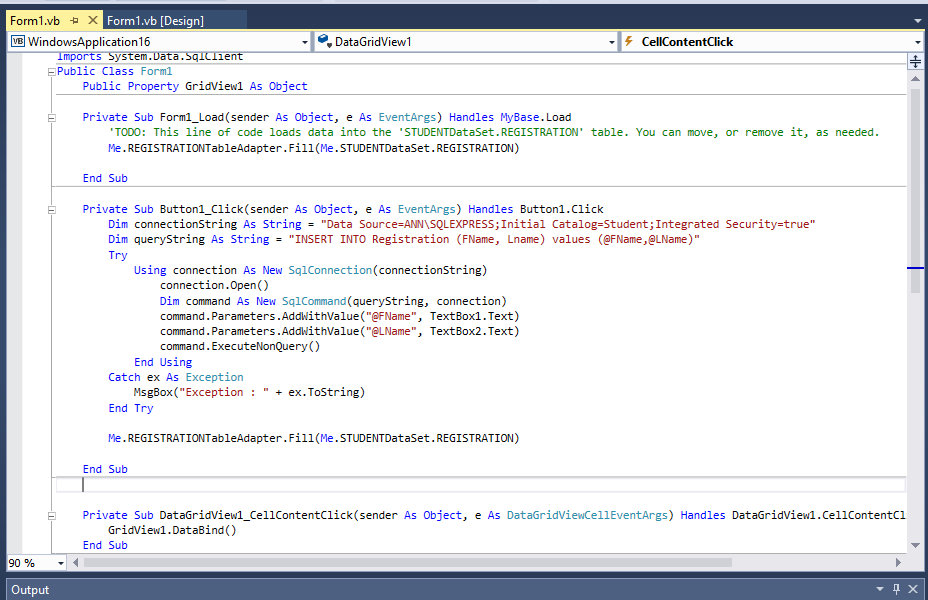 Form1.vb Form1.vb [Design]
VB WindowsApplication16 DataGridView1 CellContentClick
Imports System.Data.SqlClient
Public Class Form1
Public Property GridView1 As Object
Private Sub Form1_Load(sender As Object, e As EventArgs) Handles MyBase.Load
'TODO: This line of code loads data into the 'STUDENTDataSet.REGISTRATION' table. You can move, or remove it, as needed.
Me.REGISTRATIONTableAdapter.Fill(Me.STUDENTDataSet.REGISTRATION)
End Sub
Private Sub Button1_Click(sender As Object, e As EventArgs) Handles Button1.Click
Dim connectionString As String = "Data Source=ANN\SQLEXPRESS;Initial Catalog=Student;Integrated Security=true"
Dim queryString As String = "INSERT INTO Registration (FName, Lname) values (@FName,@LName)"
Try
Using connection As New SqlConnection(connectionString)
connection.Open()
Dim command As New SqlCommand(queryString, connection)
command.Parameters.AddWithValue("@FName", TextBox1.Text)
command.Parameters.AddWithValue("@LName", TextBox2.Text)
command.ExecuteNonQuery()
End Using
Catch ex As Exception
MsgBox("Exception : " + ex.ToString)
End Try
Me.REGISTRATIONTableAdapter.Fill(Me.STUDENTDataSet.REGISTRATION)
End Sub
Private Sub DataGridView1_CellContentClick(sender As Object, e As DataGridViewCellEventArgs) Handles DataGridView1.CellContentCl
GridView1.DataBind()
End Sub
90 %
Output